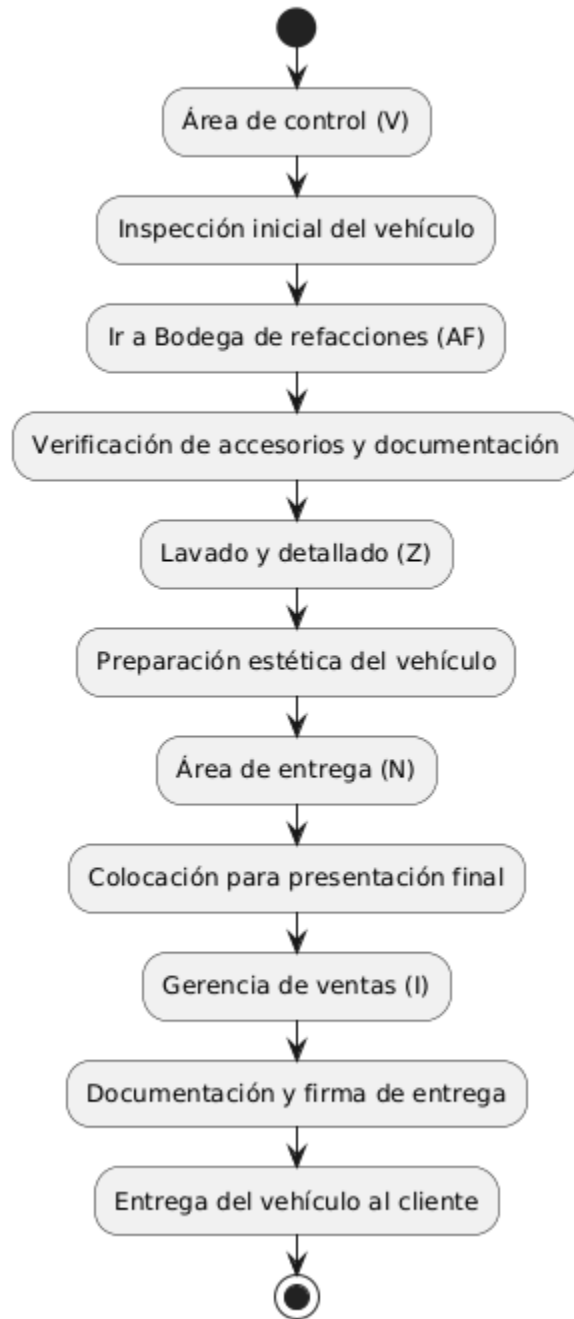 Área de control (V)
Inspección inicial del vehículo
Ir a Bodega de refacciones (AF)
Verificación de accesorios y documentación
Lavado y detallado (Z)
Preparación estética del vehículo
Área de entrega (N)
Colocación para presentación final
Gerencia de ventas (I)
Documentación y firma de entrega
Entrega del vehículo al cliente